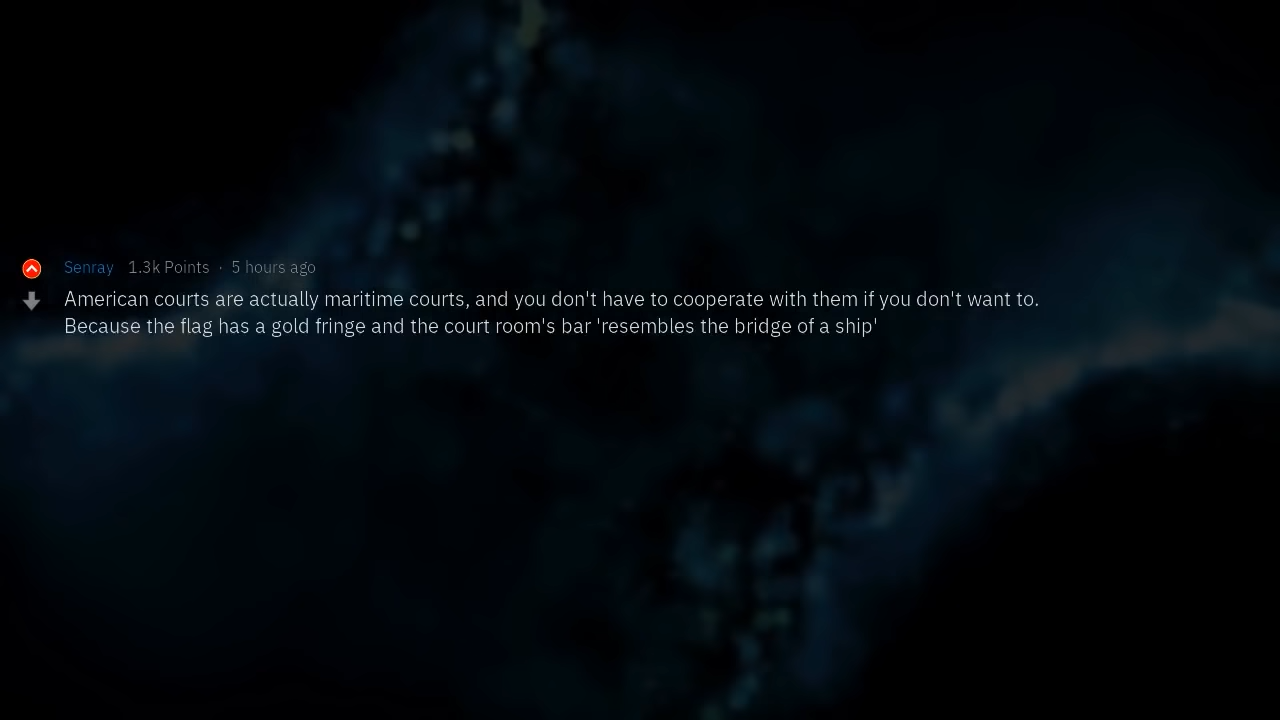 Senray 1.3k Points · 5 hours ago
American courts are actually maritime courts, and you don't have to cooperate with them if you don't want to.
Because the flag has a gold fringe and the court room's bar 'resembles the bridge of a ship'